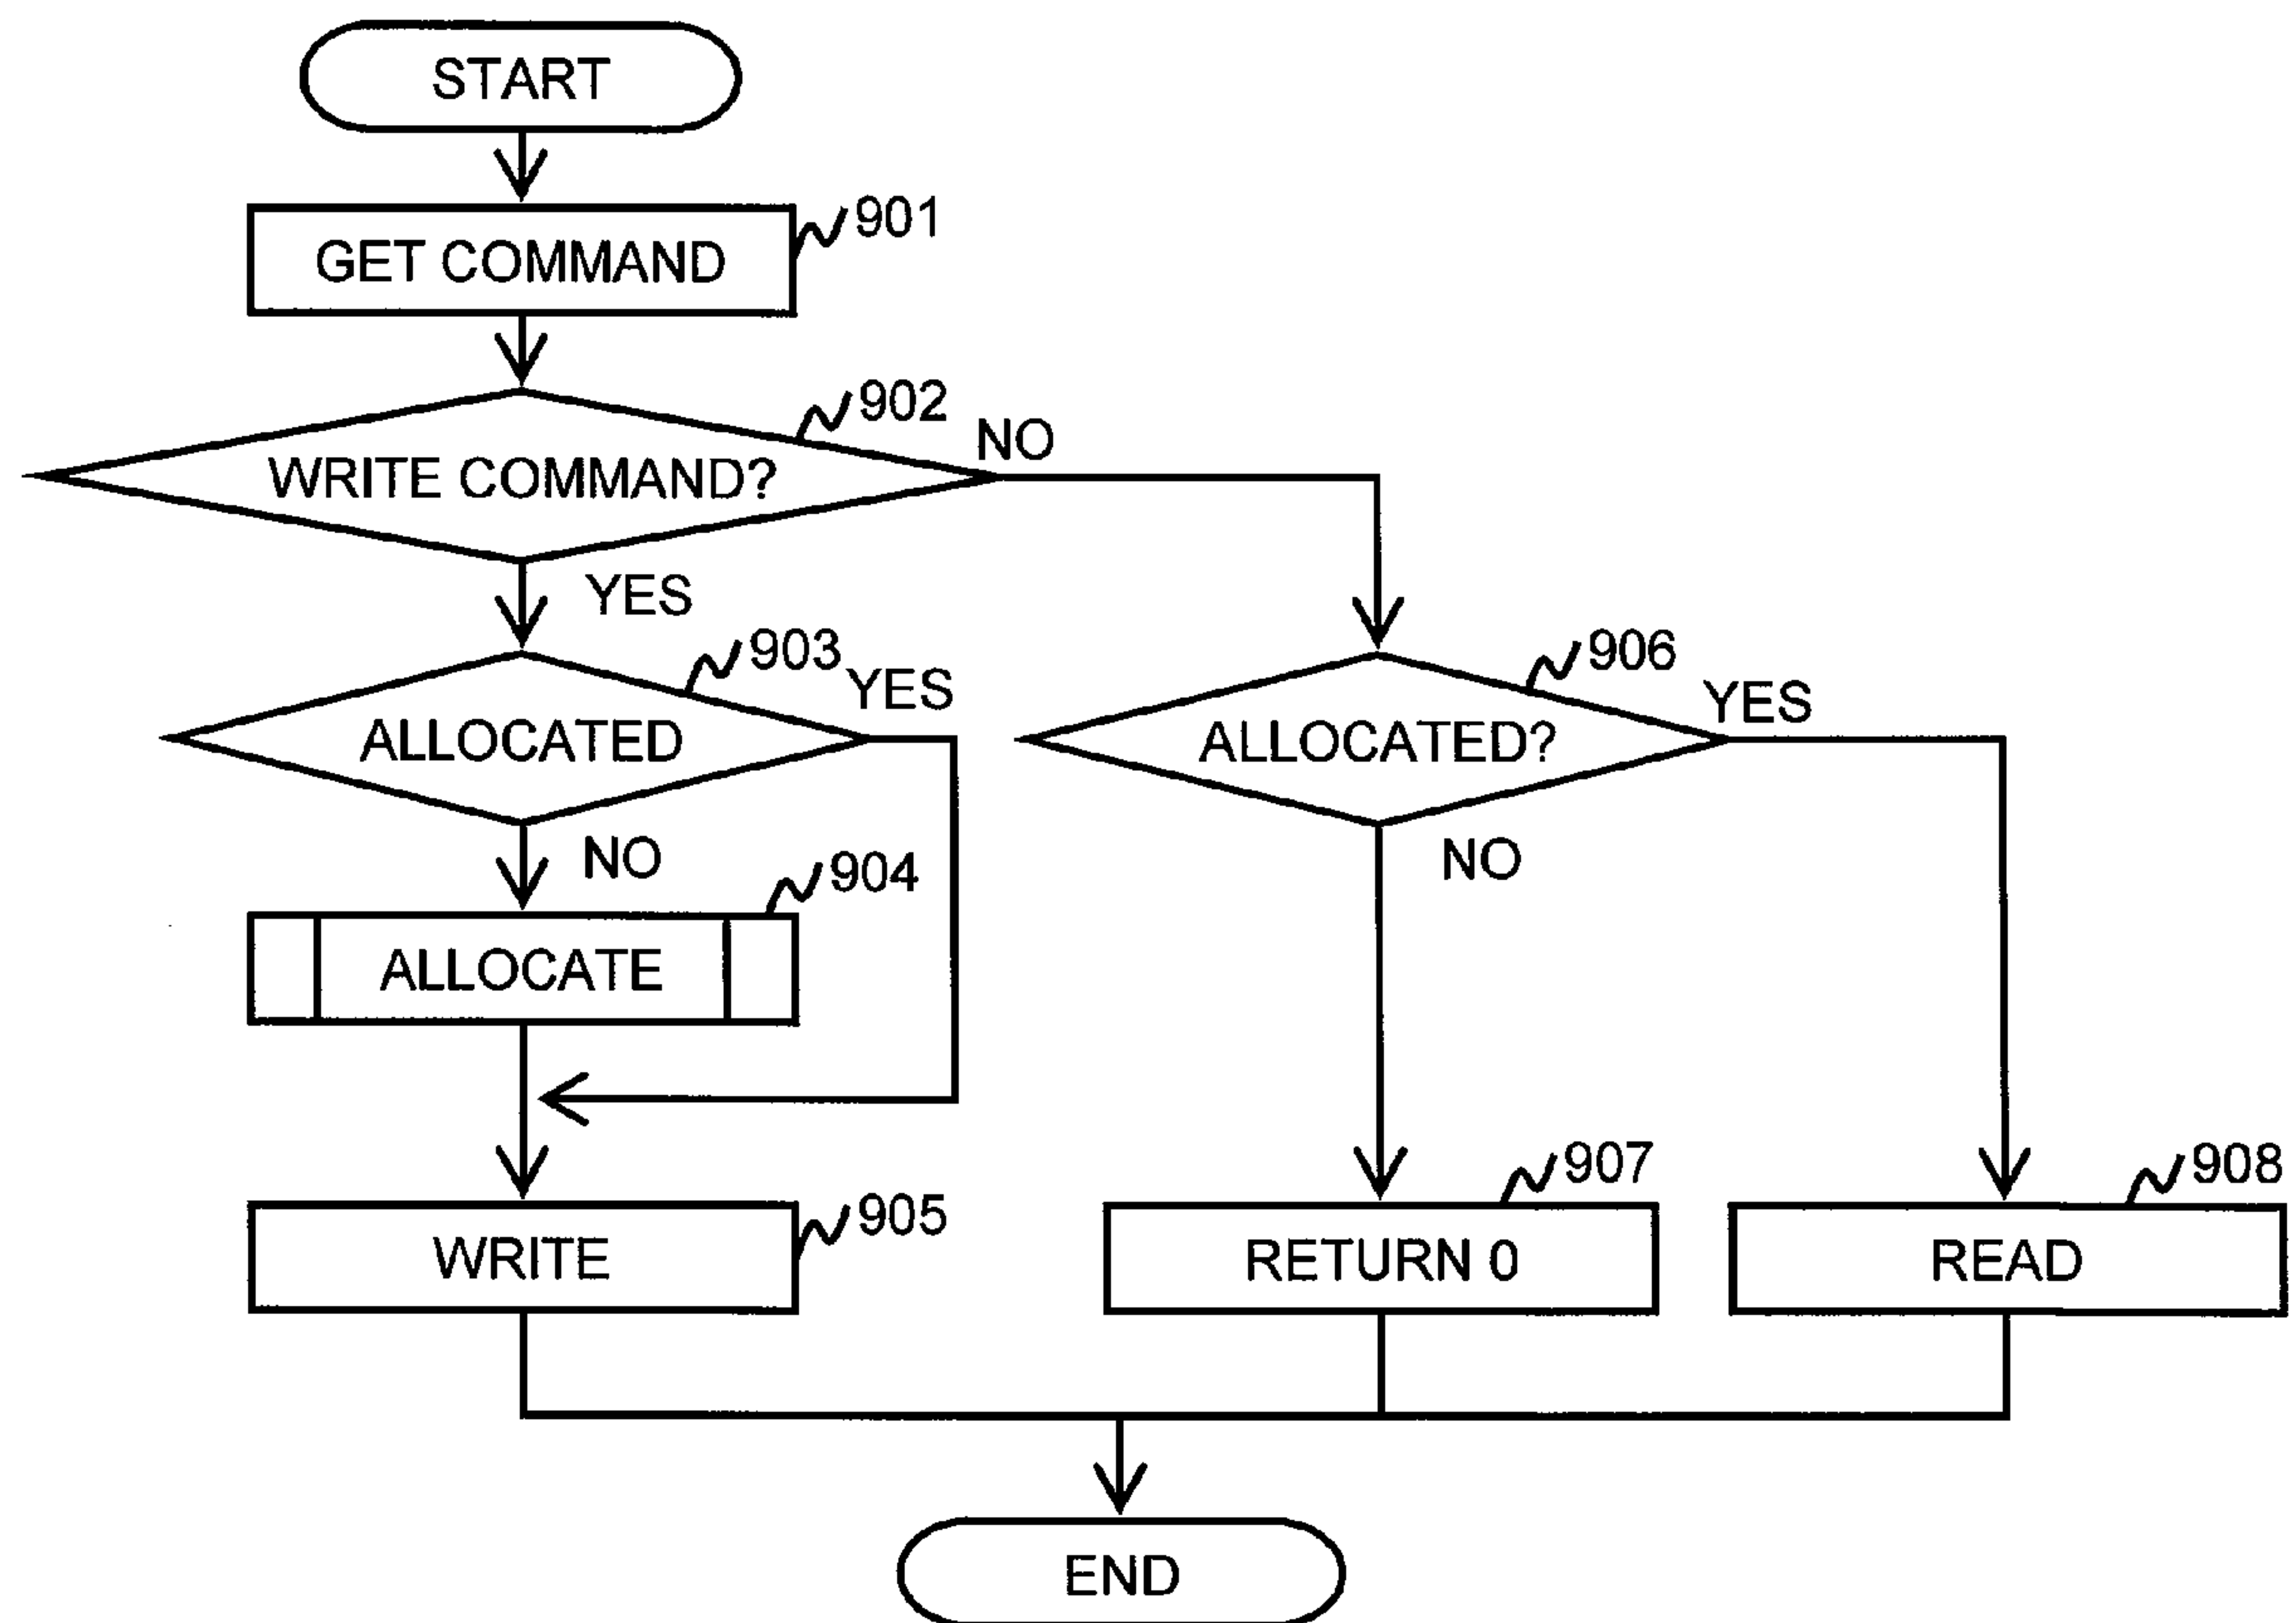 START
GET COMMAND
901
WRITE COMMAND?
902
NO
YES
ALLOCATED
903
YES
NO
ALLOCATE
904
WRITE
905
ALLOCATED?
906
YES
NO
RETURN 0
907
READ
908
END